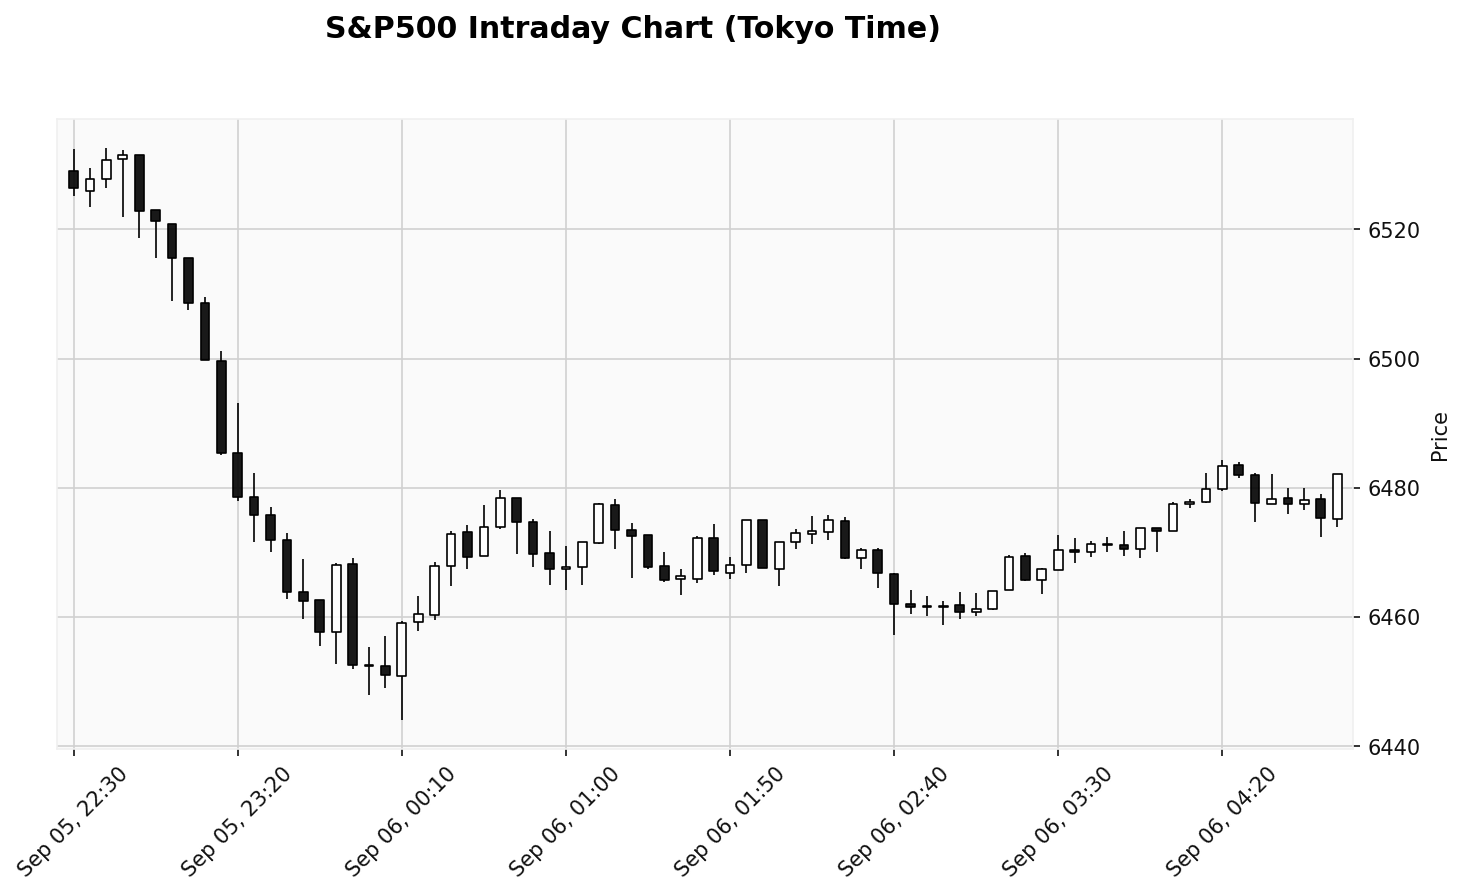 S&P500 Intraday Chart (Tokyo Time)
6520
6500
6480
6460
6440
Price
Sep 05, 22:30
Sep 05, 23:20
Sep 06, 00:10
Sep 06, 01:00
Sep 06, 01:50
Sep 06, 02:40
Sep 06, 03:30
Sep 06, 04:20